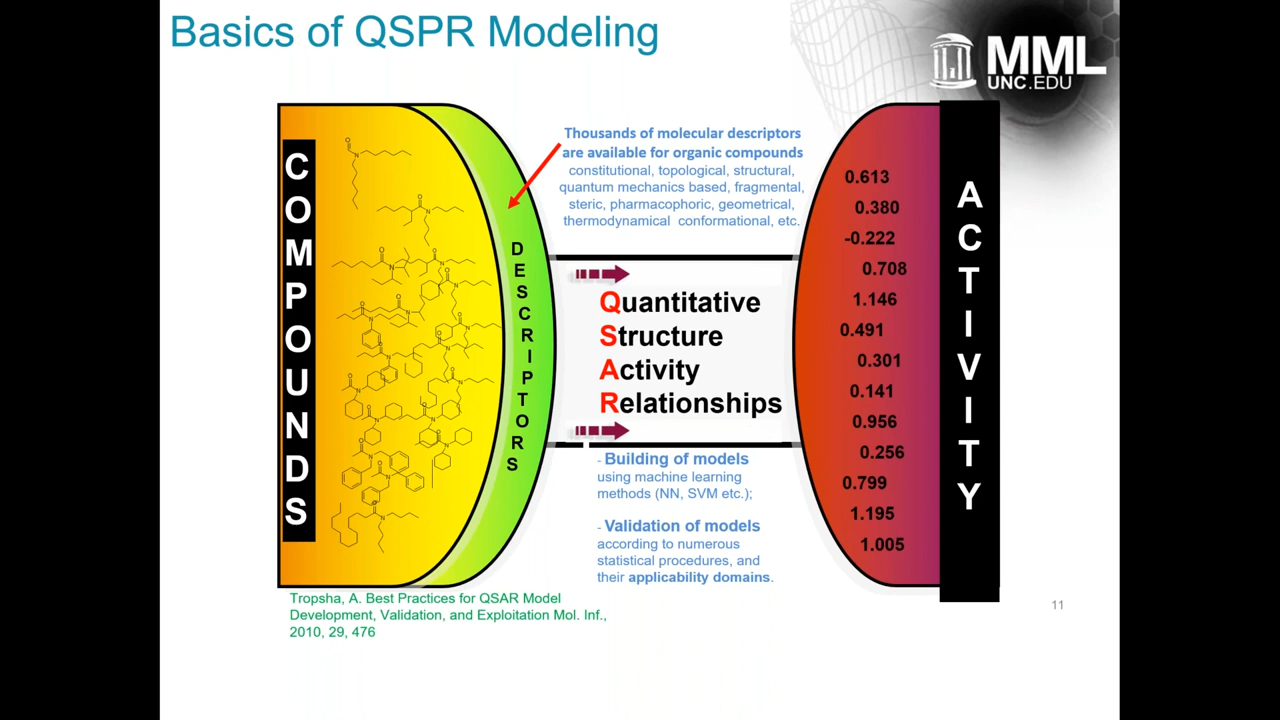 Basics of QSPR Modeling
MML
UNC.EDU
COMPOUNDS
DESCRIPTORS
Thousands of molecular descriptors
are available for organic compounds
constitutional, topological, structural,
quantum mechanics based, fragmental,
steric, pharmacophoric, geometrical,
thermodynamical conformational, etc.
Quantitative
Structure
Activity
Relationships
- Building of models
using machine learning
methods (NN, SVM etc.);
- Validation of models
according to numerous
statistical procedures, and
their applicability domains.
0.613
0.380
-0.222
0.708
1.146
0.491
0.301
0.141
0.956
0.256
0.799
1.195
1.005
ACTIVITY
Tropsha, A. Best Practices for QSAR Model
Development, Validation, and Exploitation Mol. Inf.,
2010, 29, 476
11